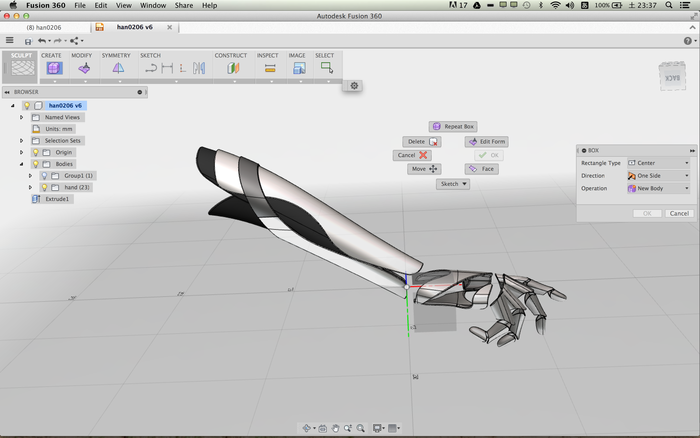 Fusion 360 File Edit View Window Share Help
17
100% 土 23:37
Autodesk Fusion 360
(8) han0206
han0206 v6
SCULPT CREATE MODIFY SYMMETRY SKETCH CONSTRUCT INSPECT IMAGE SELECT
BROWSER
BACK
han0206 v6
Named Views
Units: mm
Selection Sets
Origin
Bodies
Group1 (1)
hand (23)
Extrude1
Repeat Box
Delete
Edit Form
Cancel
OK
Move
Face
Sketch
BOX
Rectangle Type
Center
Direction
One Side
Operation
New Body
OK
Cancel